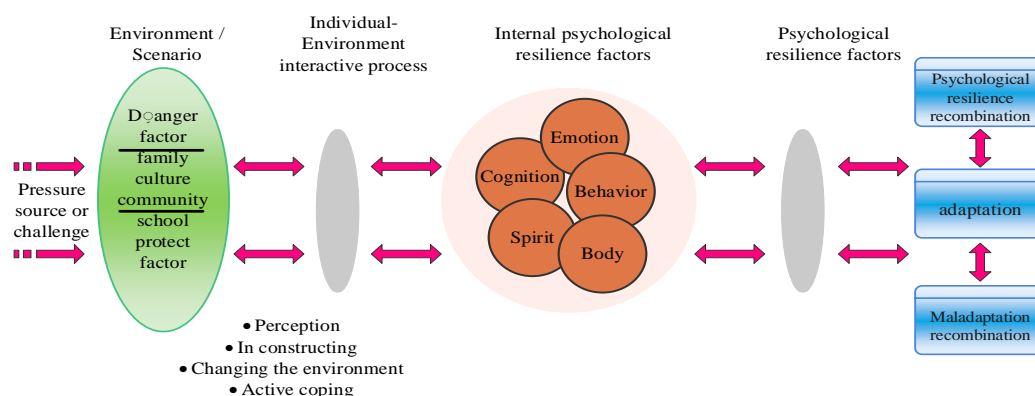 Environment /
Scenario
Individual-
Environment
interactive process
Internal psychological
resilience factors
Psychological
resilience factors
Pressure
source or
challenge
Ḍanger
factor
family
culture
community
school
protect
factor
Emotion
Cognition
Behavior
Spirit
Body
Psychological
resilience
recombination
adaptation
Maladaptation
recombination
• Perception
• In constructing
• Changing the environment
• Active coping